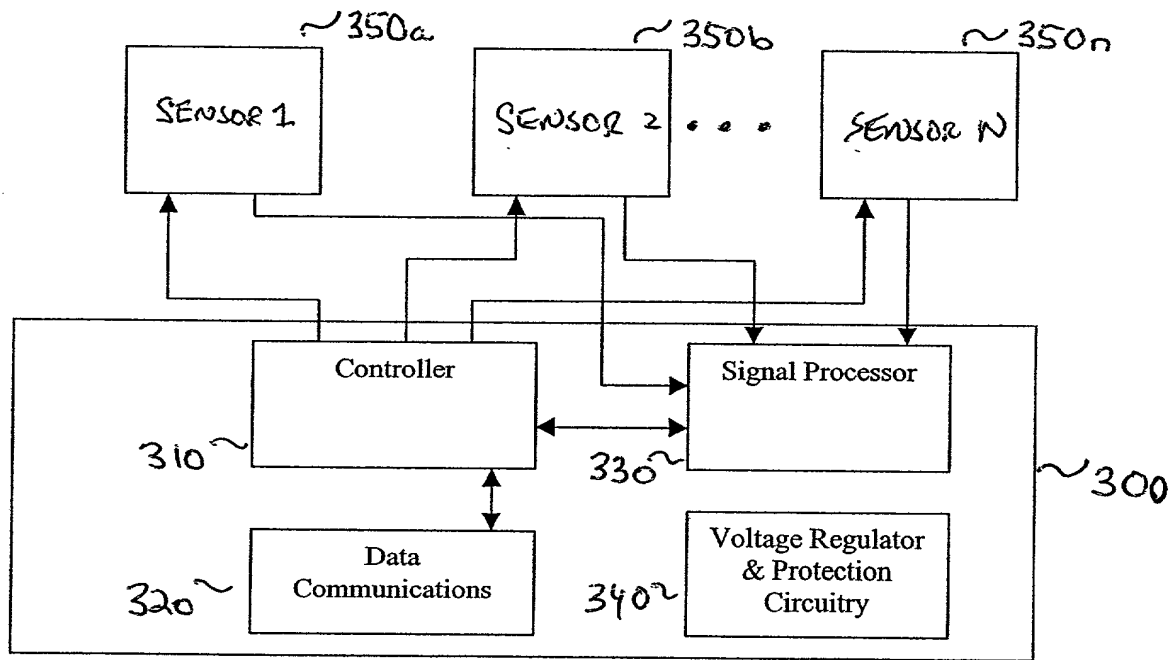 ~350a
~350b
~350n
SENSOR 1
SENSOR 2 . . .
SENSOR N
Controller
Signal Processor
310~
330~
~300
Data
Communications
320~
Voltage Regulator
& Protection
Circuitry
340~